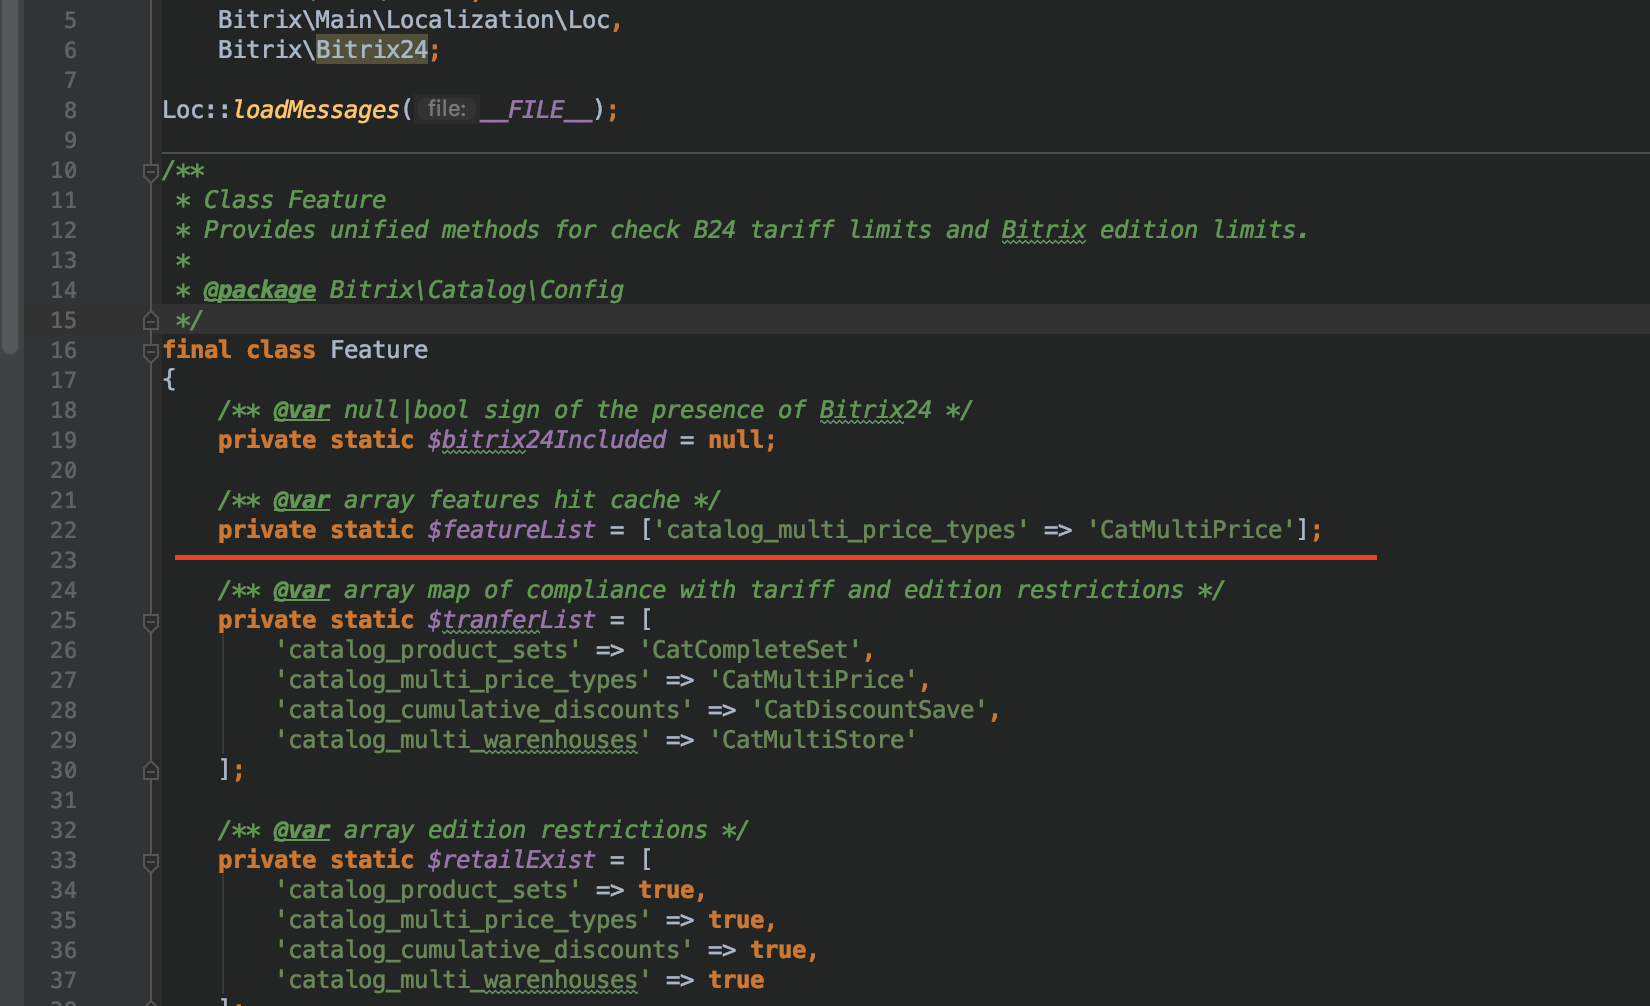 5 Bitrix\Main\Localization\Loc,
6 Bitrix\Bitrix24;
7
8 Loc::loadMessages( file: __FILE__);
9
10 /**
11 * Class Feature
12 * Provides unified methods for check B24 tariff limits and Bitrix edition limits.
13 *
14 * @package Bitrix\Catalog\Config
15 */
16 final class Feature
17 {
18 /** @var null|bool sign of the presence of Bitrix24 */
19 private static $bitrix24Included = null;
20
21 /** @var array features hit cache */
22 private static $featureList = ['catalog_multi_price_types' => 'CatMultiPrice'];
23
24 /** @var array map of compliance with tariff and edition restrictions */
25 private static $tranferList = [
26 'catalog_product_sets' => 'CatCompleteSet',
27 'catalog_multi_price_types' => 'CatMultiPrice',
28 'catalog_cumulative_discounts' => 'CatDiscountSave',
29 'catalog_multi_warenhouses' => 'CatMultiStore'
30 ];
31
32 /** @var array edition restrictions */
33 private static $retailExist = [
34 'catalog_product_sets' => true,
35 'catalog_multi_price_types' => true,
36 'catalog_cumulative_discounts' => true,
37 'catalog_multi_warenhouses' => true